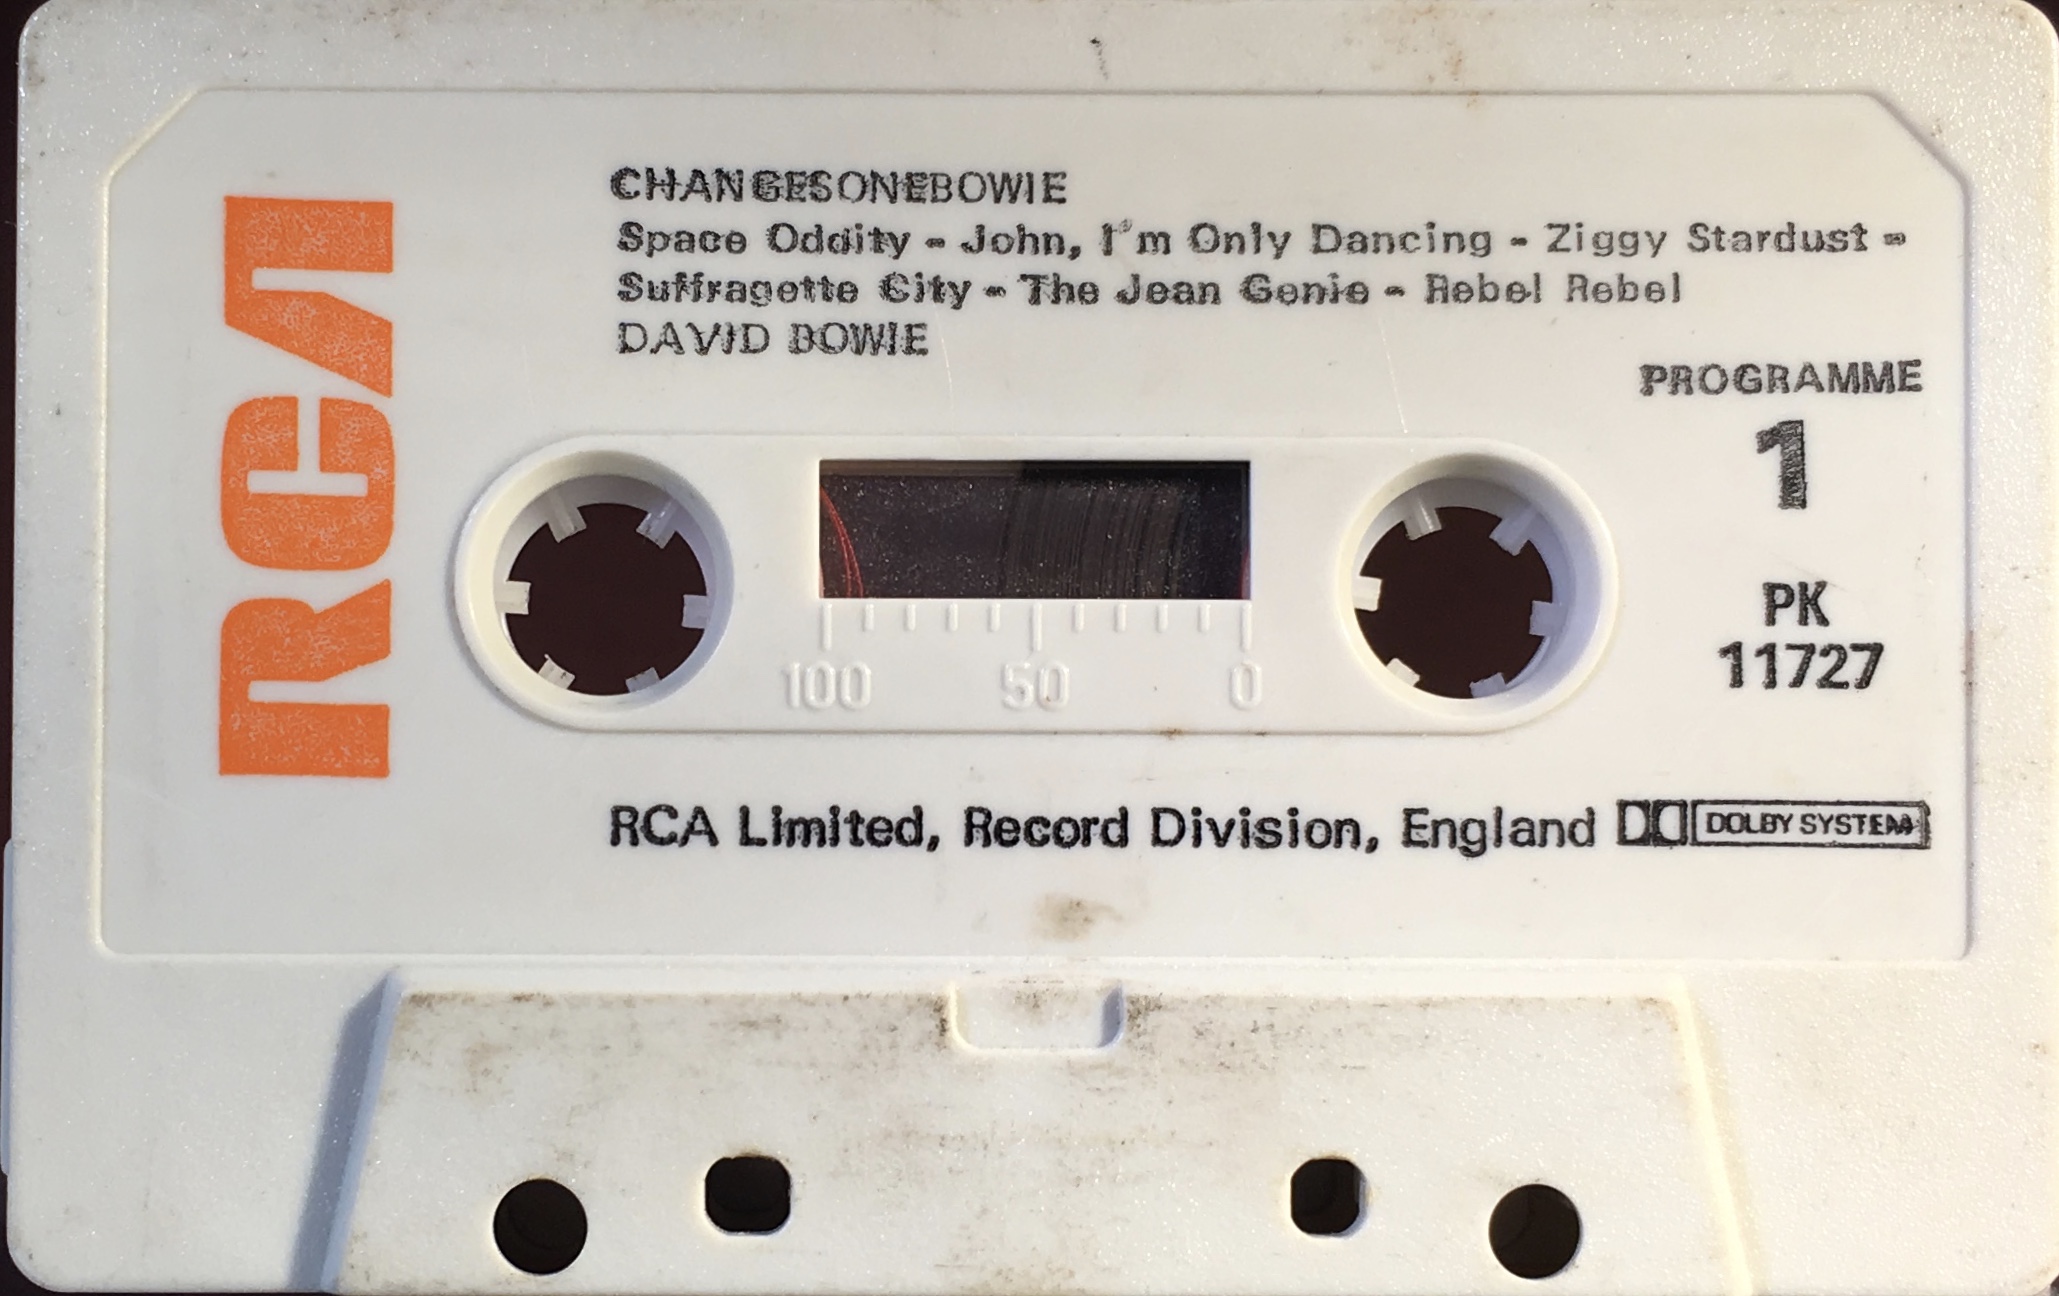 RCA
CHANGESONEBOWIE
Space Oddity - John, I'm Only Dancing - Ziggy Stardust -
Suffragette City - The Jean Genie - Rebel Rebel
DAVID BOWIE
PROGRAMME
1
PK
11727
100 50 0
RCA Limited, Record Division, England DOLBY SYSTEM